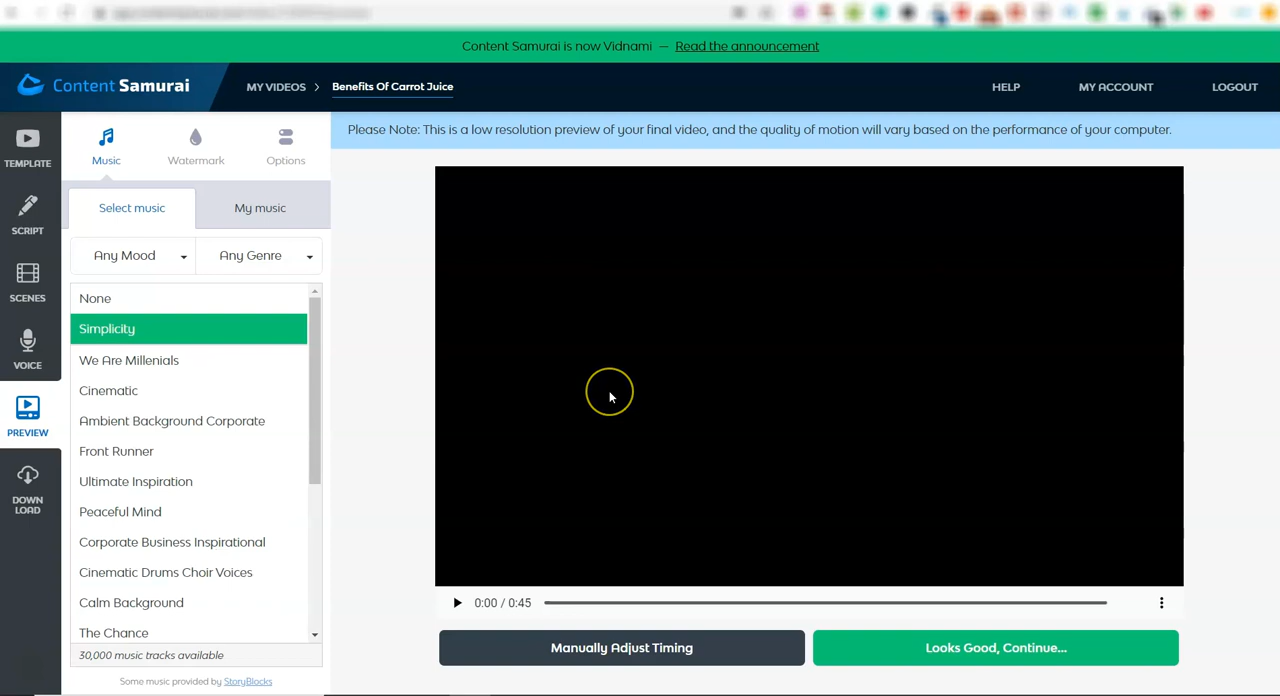 Content Samurai is now Vidnami — Read the announcement
Content Samurai
MY VIDEOS > Benefits Of Carrot Juice
HELP
MY ACCOUNT
LOGOUT
TEMPLATE
SCRIPT
SCENES
VOICE
PREVIEW
DOWN
LOAD
Music
Watermark
Options
Select music
My music
Any Mood
Any Genre
None
Simplicity
We Are Millenials
Cinematic
Ambient Background Corporate
Front Runner
Ultimate Inspiration
Peaceful Mind
Corporate Business Inspirational
Cinematic Drums Choir Voices
Calm Background
The Chance
30,000 music tracks available
Some music provided by StoryBlocks
Please Note: This is a low resolution preview of your final video, and the quality of motion will vary based on the performance of your computer.
0:00 / 0:45
Manually Adjust Timing
Looks Good, Continue...